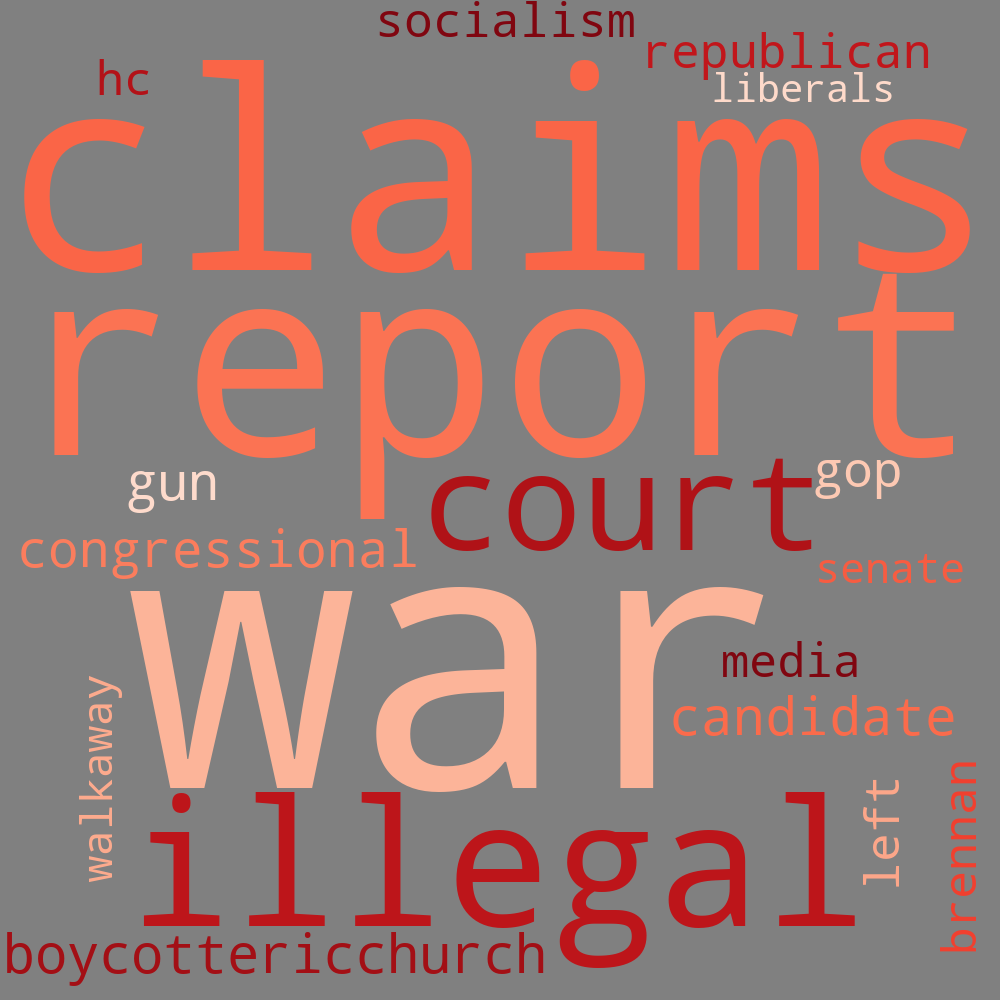 socialism
republican
hc
liberals
claims
report
gun
court
gop
congressional
senate
war
media
candidate
walkaway
illegal
left
brennan
boycottericchurch